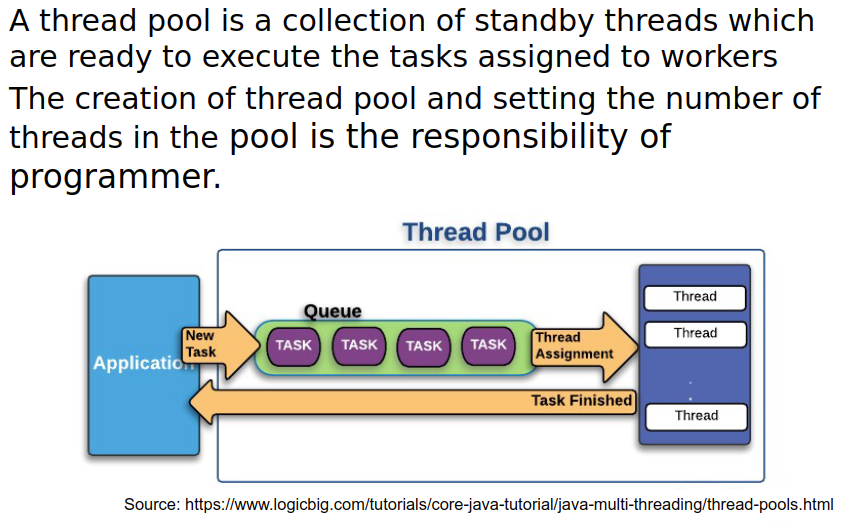 A thread pool is a collection of standby threads which
are ready to execute the tasks assigned to workers
The creation of thread pool and setting the number of
threads in the pool is the responsibility of
programmer.
Thread Pool
Queue
Application
New
Task
TASK TASK TASK TASK
Thread
Assignment
Thread
Thread
.
.
Thread
Task Finished
Source: https://www.logicbig.com/tutorials/core-java-tutorial/java-multi-threading/thread-pools.html